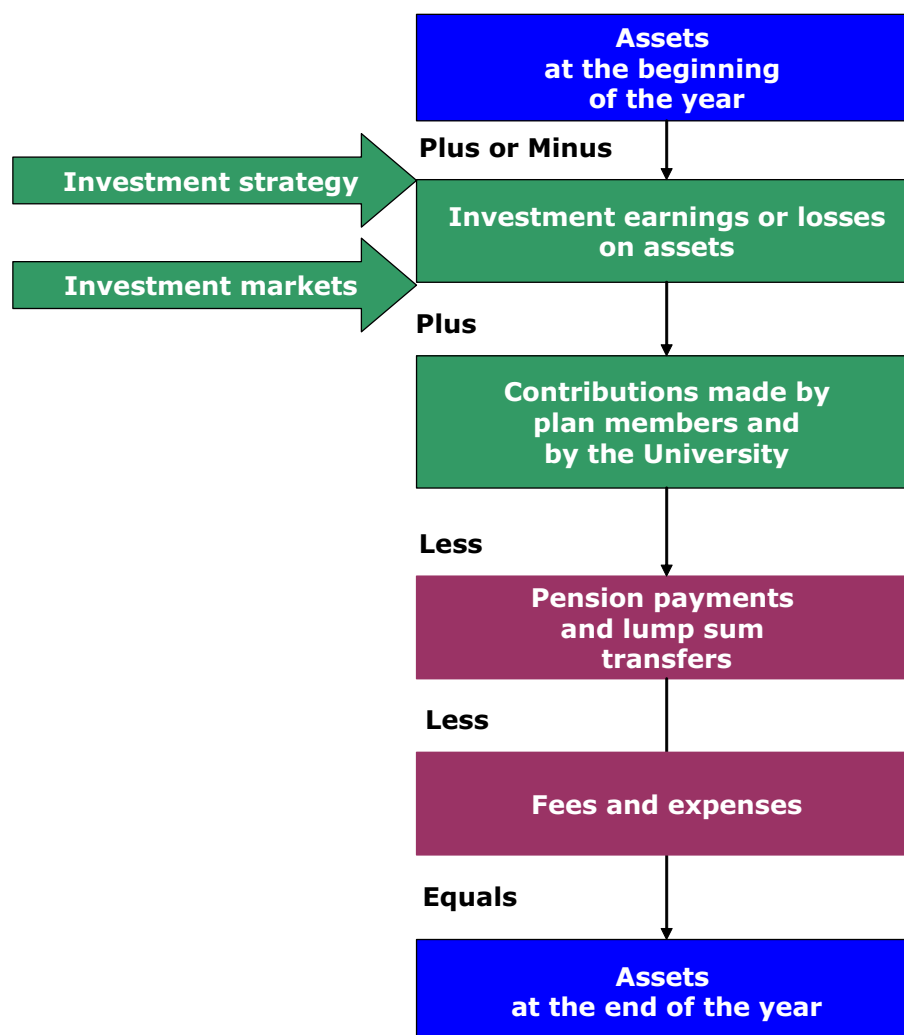 Assets
at the beginning
of the year
Plus or Minus
Investment strategy
Investment earnings or losses
on assets
Investment markets
Plus
Contributions made by
plan members and
by the University
Less
Pension payments
and lump sum
transfers
Less
Fees and expenses
Equals
Assets
at the end of the year